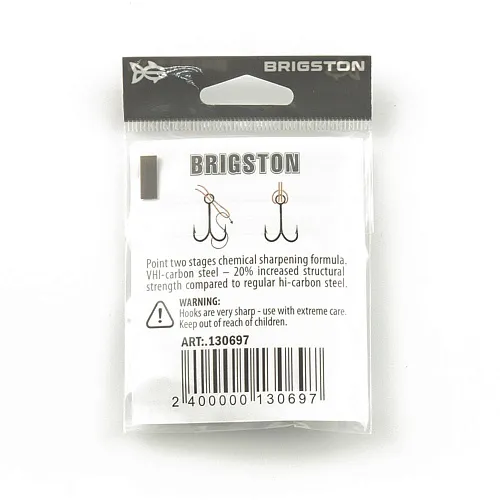 BRIGSTON
BRIGSTON
Point two stages chemical sharpening formula.
VHI-carbon steel – 20% increased structural
strength compared to regular hi-carbon steel.
WARNING:
Hooks are very sharp - use with extreme care.
Keep out of reach of children.
ART:.130697
2 400000 130697